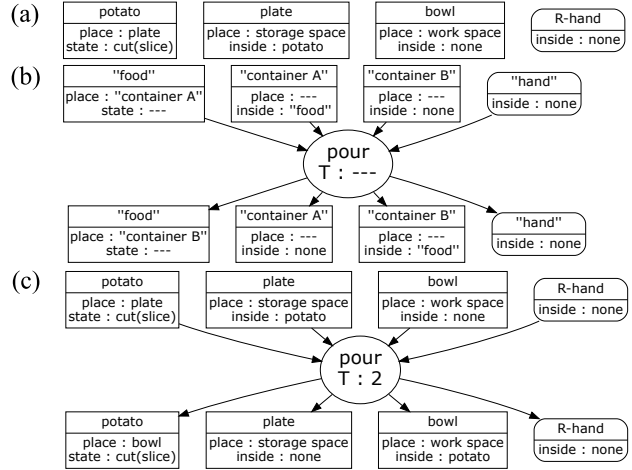 (a)
potato
place : plate
state : cut(slice)
plate
place : storage space
inside : potato
bowl
place : work space
inside : none
R-hand
inside : none
(b)
"food"
place : "container A"
state : ---
"container A"
place : ---
inside : "food"
"container B"
place : ---
inside : none
"hand"
inside : none
pour
T : ---
"food"
place : "container B"
state : ---
"container A"
place : ---
inside : none
"container B"
place : ---
inside : "food"
"hand"
inside : none
(c)
potato
place : plate
state : cut(slice)
plate
place : storage space
inside : potato
bowl
place : work space
inside : none
R-hand
inside : none
pour
T : 2
potato
place : bowl
state : cut(slice)
plate
place : storage space
inside : none
bowl
place : work space
inside : potato
R-hand
inside : none